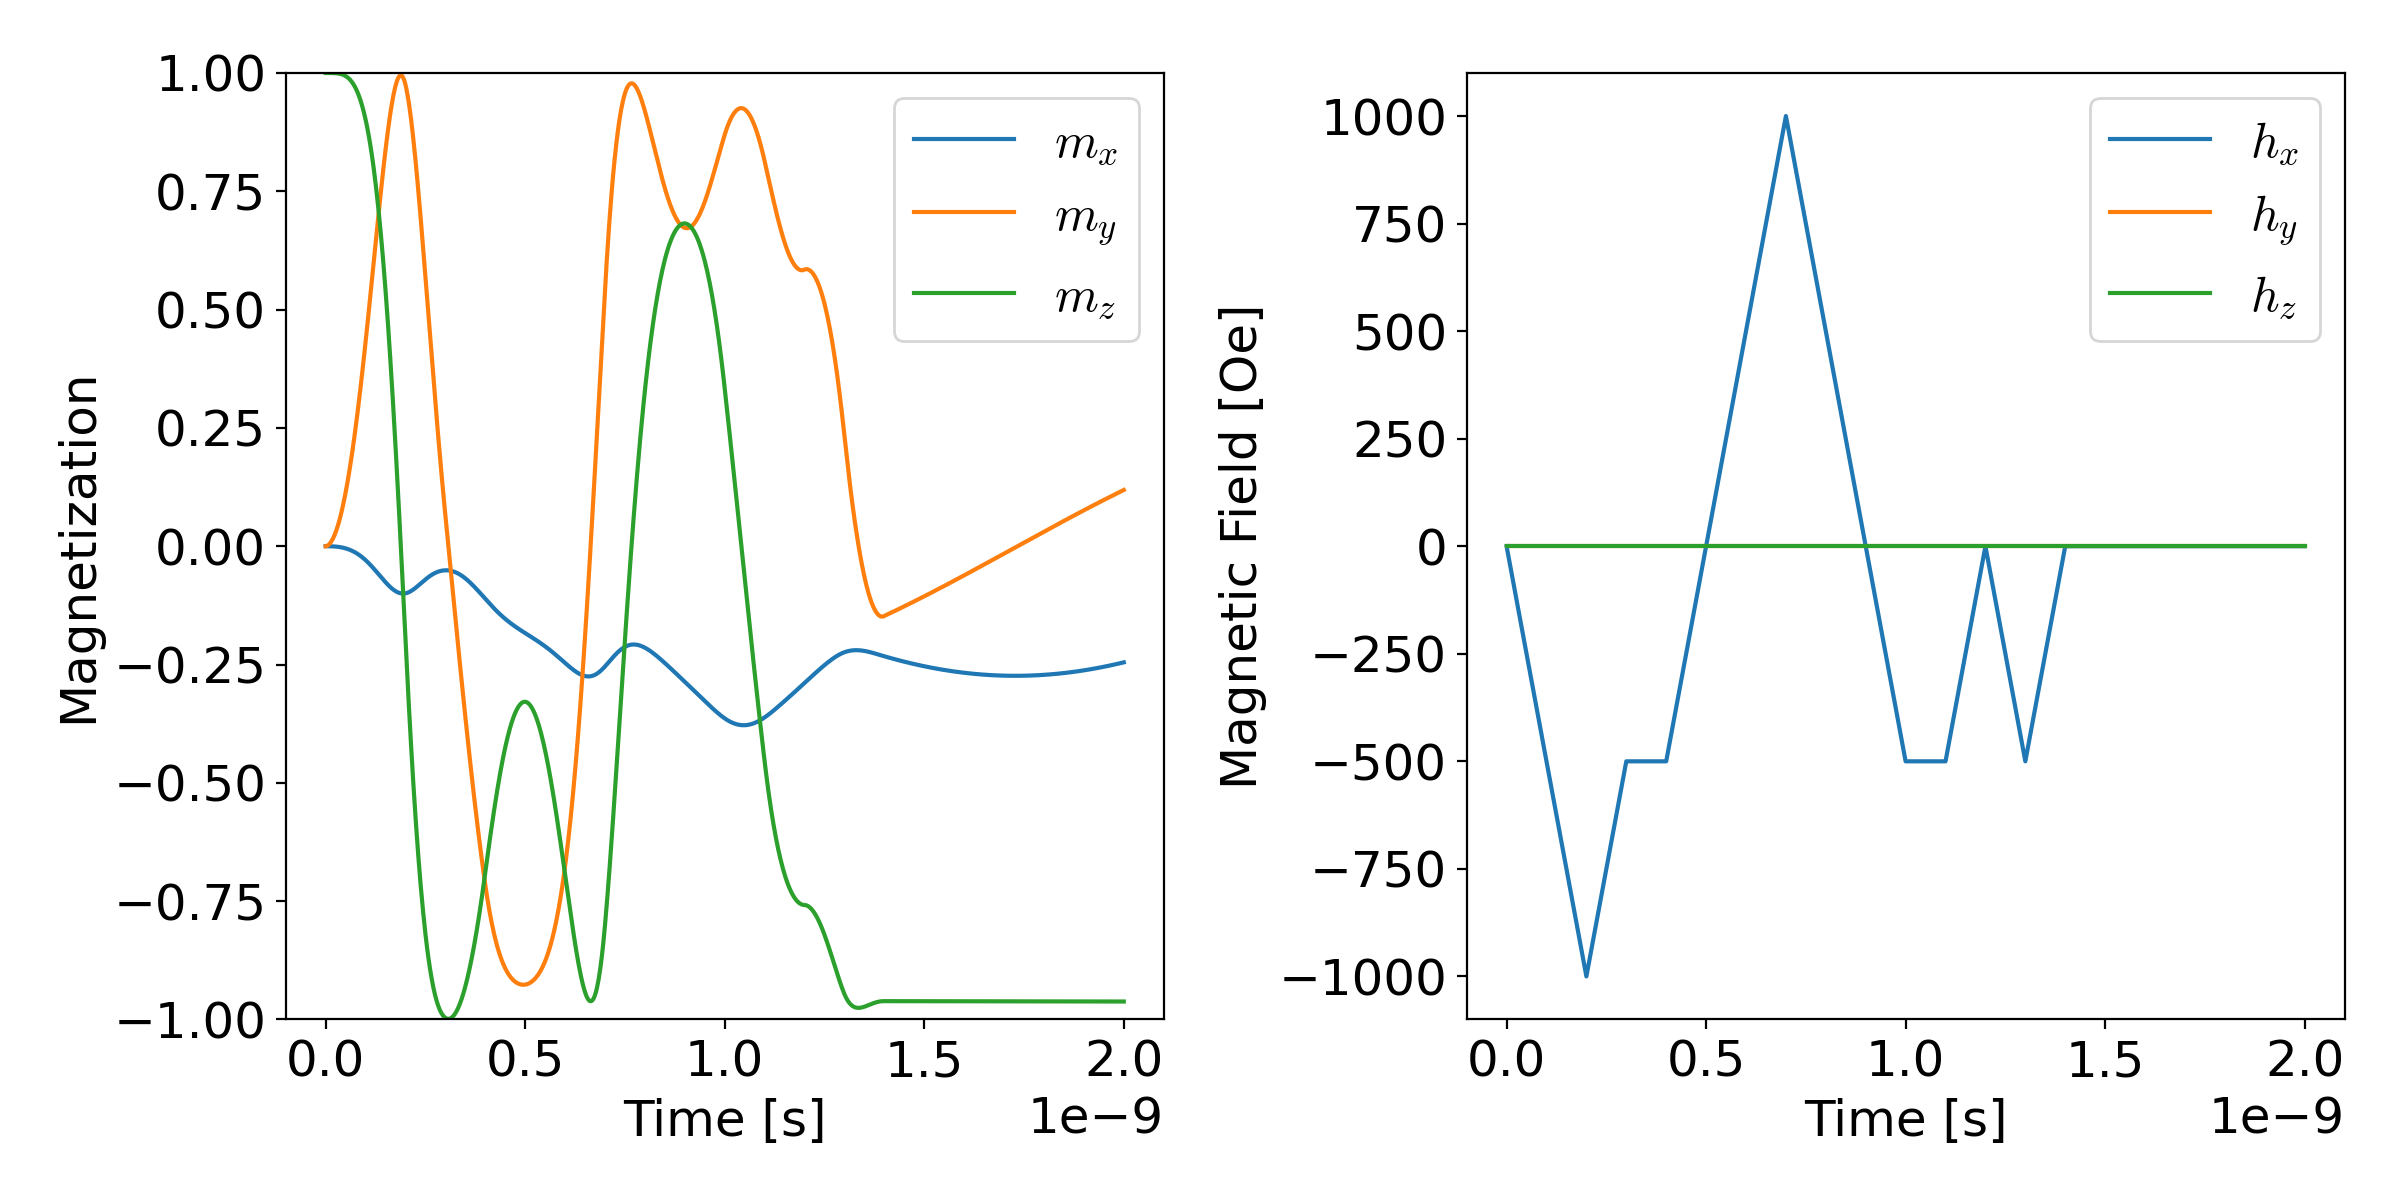 Magnetization
1.00
0.75
0.50
0.25
0.00
−0.25
−0.50
−0.75
−1.00
0.0 0.5 1.0 1.5 2.0
Time [s]
1e−9
m_x
m_y
m_z
Magnetic Field [Oe]
1000
750
500
250
0
−250
−500
−750
−1000
0.0 0.5 1.0 1.5 2.0
Time [s]
1e−9
h_x
h_y
h_z